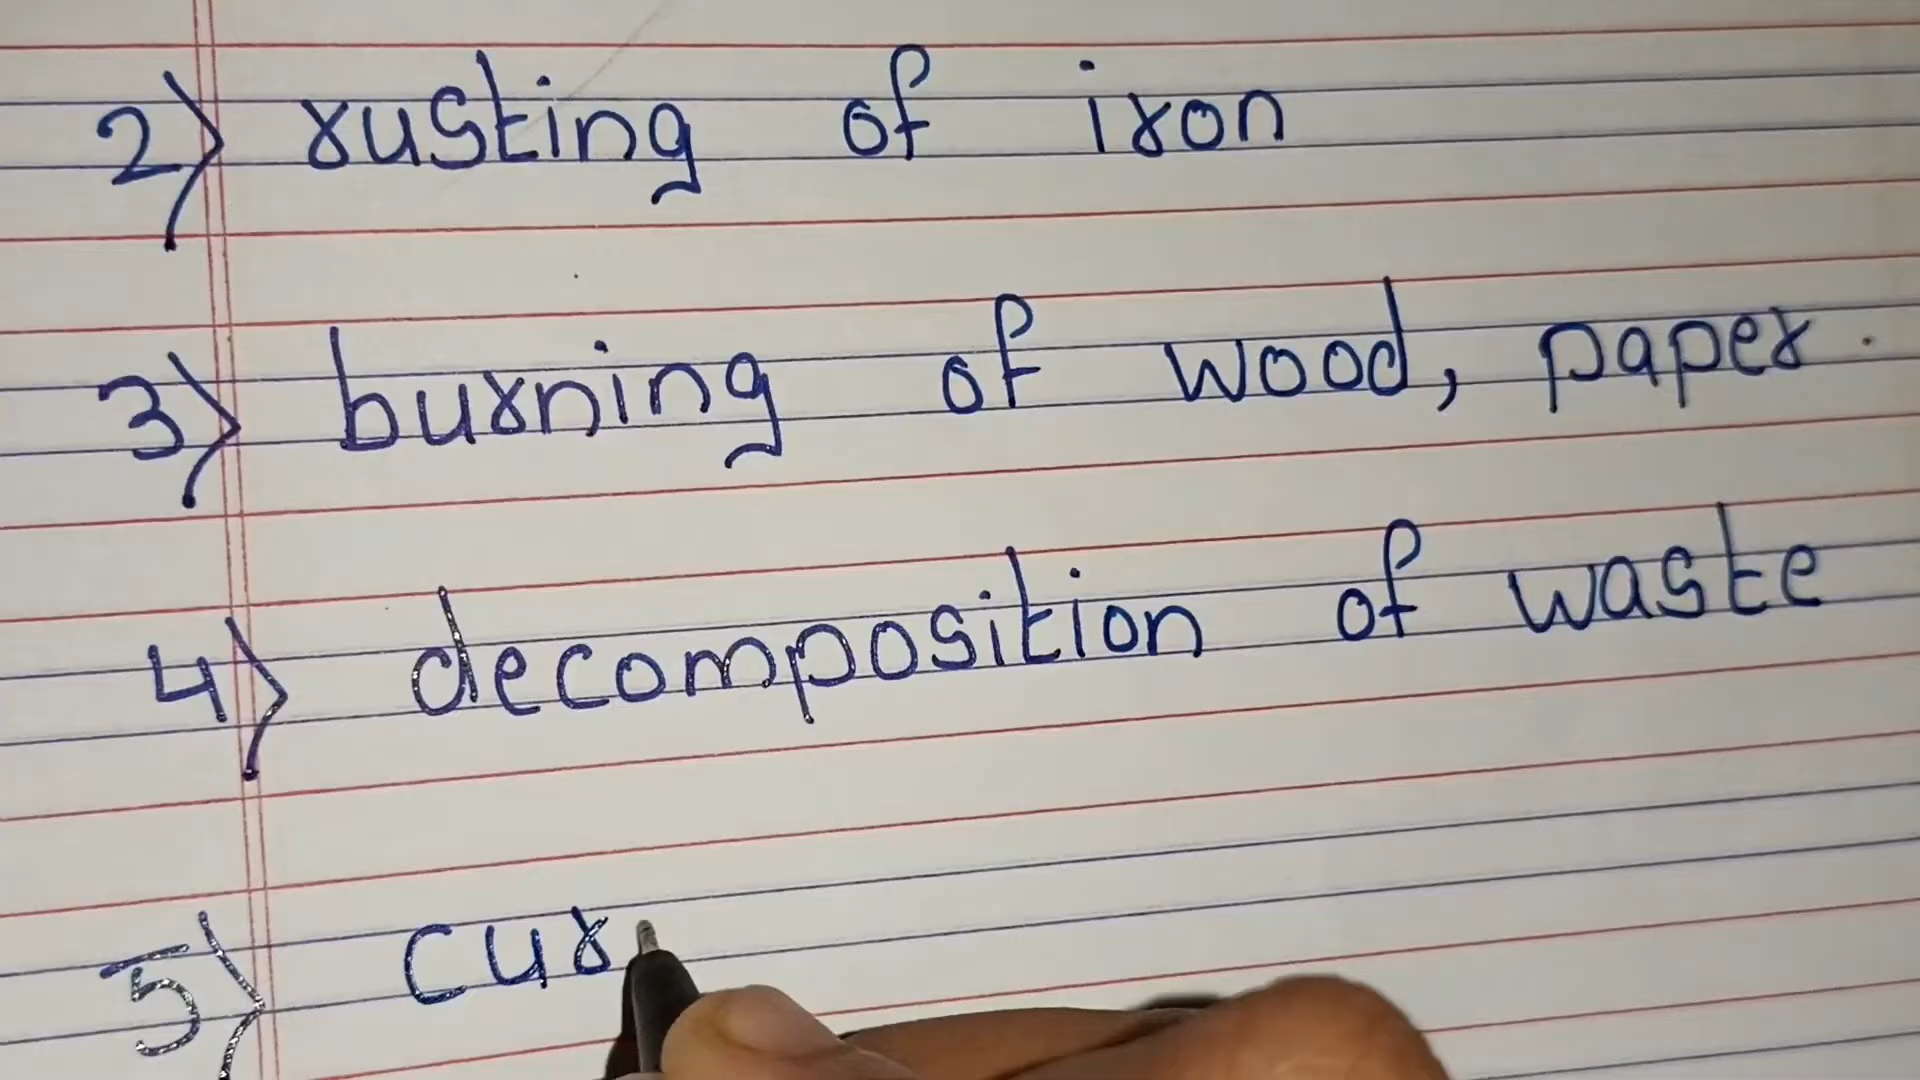 2) rusting of iron
3) burning of wood, paper.
4) decomposition of waste
5) cur